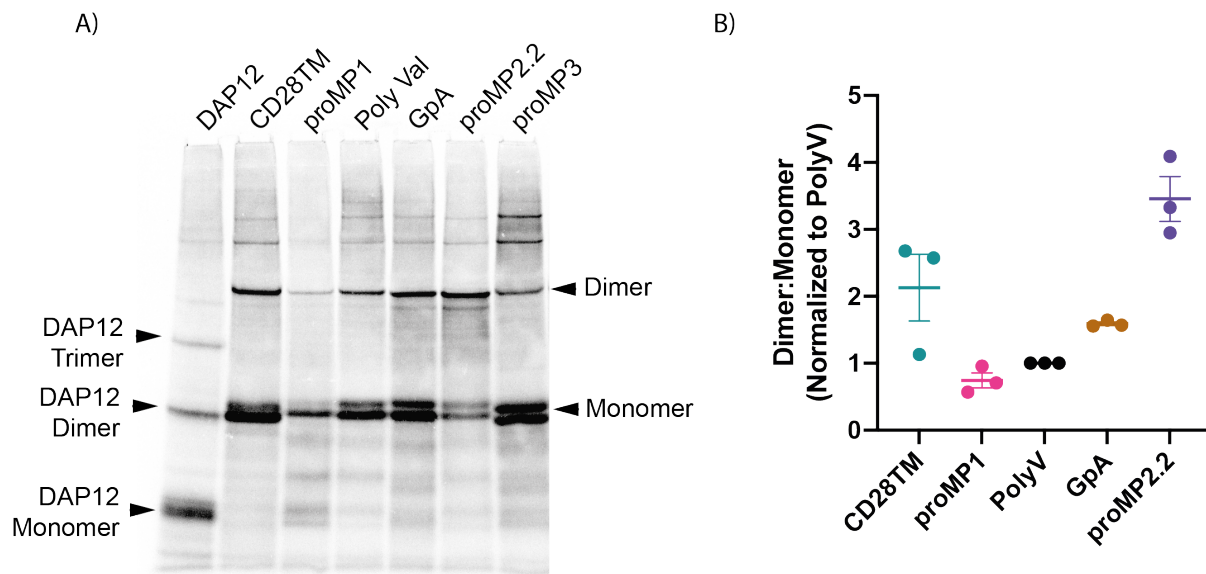 A)
DAP12
CD28TM
proMP1
Poly Val
GpA
proMP2.2
proMP3
Dimer
DAP12
Trimer
DAP12
Dimer
Monomer
DAP12
Monomer
B)
Dimer:Monomer
(Normalized to PolyV)
5
4
3
2
1
0
CD28TM
proMP1
PolyV
GpA
proMP2.2